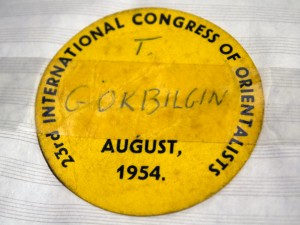 23rd INTERNATIONAL CONGRESS OF ORIENTALISTS
T.
GÖKBILGIN
AUGUST,
1954.